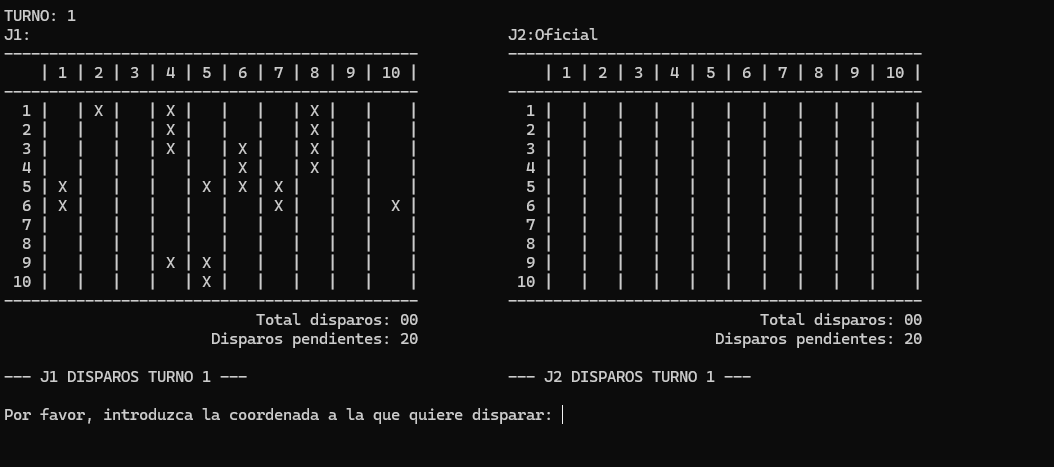 TURNO: 1
J1: J2:Oficial
---------------------------------------------- ----------------------------------------------
| 1 | 2 | 3 | 4 | 5 | 6 | 7 | 8 | 9 | 10 | | 1 | 2 | 3 | 4 | 5 | 6 | 7 | 8 | 9 | 10 |
---------------------------------------------- ----------------------------------------------
1 | | X | | X | | | | X | | | 1 | | | | | | | | | | |
2 | | | | X | | | | X | | | 2 | | | | | | | | | | |
3 | | | | X | | X | | X | | | 3 | | | | | | | | | | |
4 | | | | | | X | | X | | | 4 | | | | | | | | | | |
5 | X | | | | X | X | X | | | | 5 | | | | | | | | | | |
6 | X | | | | | | X | | | X | 6 | | | | | | | | | | |
7 | | | | | | | | | | | 7 | | | | | | | | | | |
8 | | | | | | | | | | | 8 | | | | | | | | | | |
9 | | | | X | X | | | | | | 9 | | | | | | | | | | |
10 | | | | | X | | | | | | 10 | | | | | | | | | | |
---------------------------------------------- ----------------------------------------------
Total disparos: 00 Total disparos: 00
Disparos pendientes: 20 Disparos pendientes: 20
--- J1 DISPAROS TURNO 1 --- --- J2 DISPAROS TURNO 1 ---
Por favor, introduzca la coordenada a la que quiere disparar: